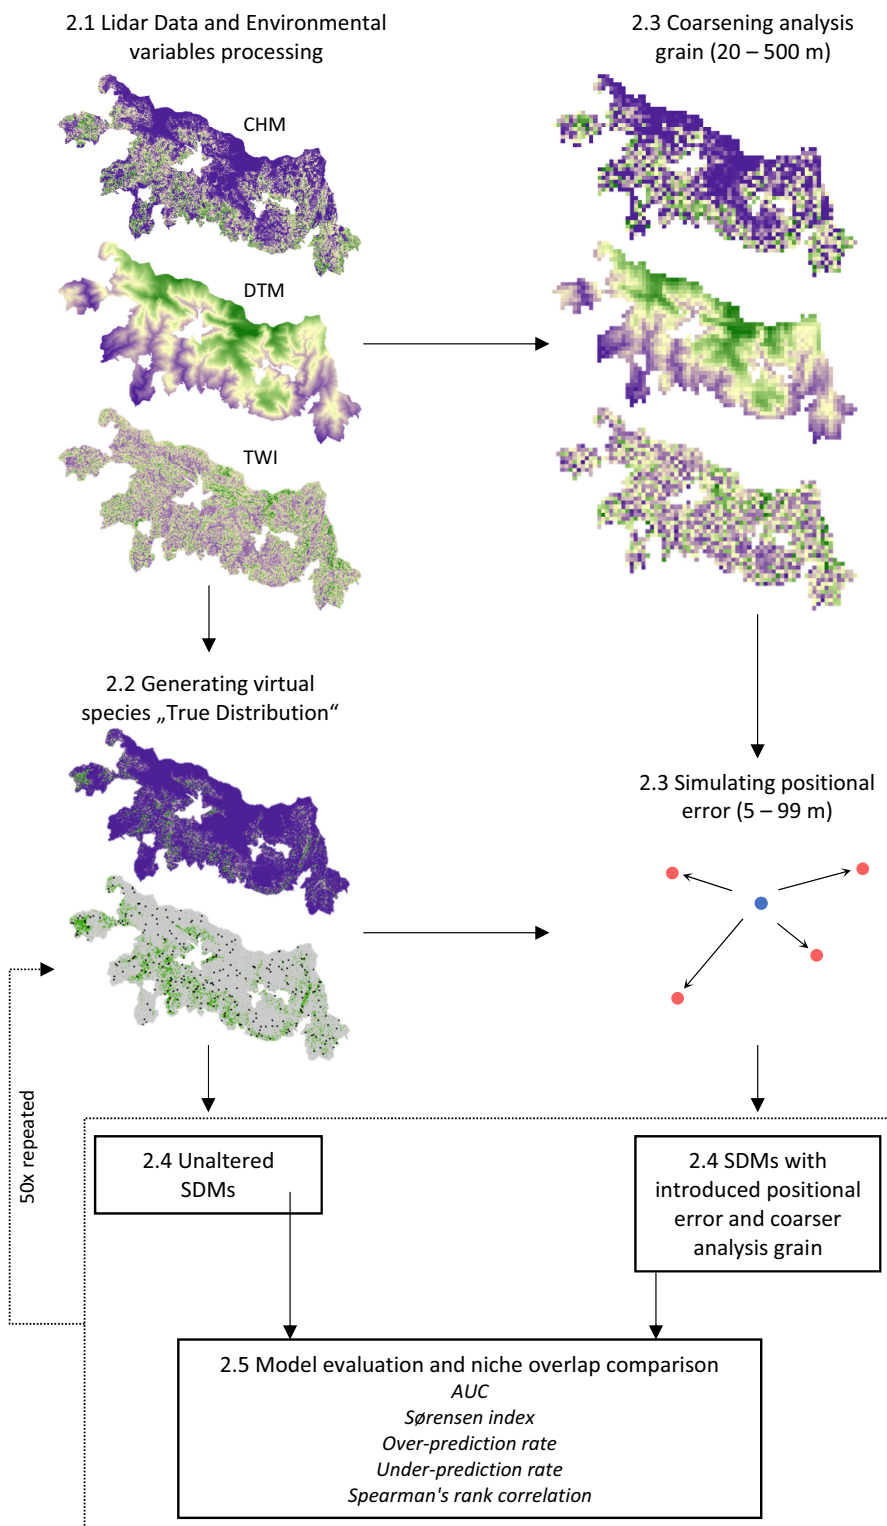 2.1 Lidar Data and Environmental
variables processing
CHM
DTM
TWI
2.3 Coarsening analysis
grain (20 – 500 m)
2.2 Generating virtual
species „True Distribution“
2.3 Simulating positional
error (5 – 99 m)
50x repeated
2.4 Unaltered
SDMs
2.4 SDMs with
introduced positional
error and coarser
analysis grain
2.5 Model evaluation and niche overlap comparison
AUC
Sørensen index
Over-prediction rate
Under-prediction rate
Spearman's rank correlation